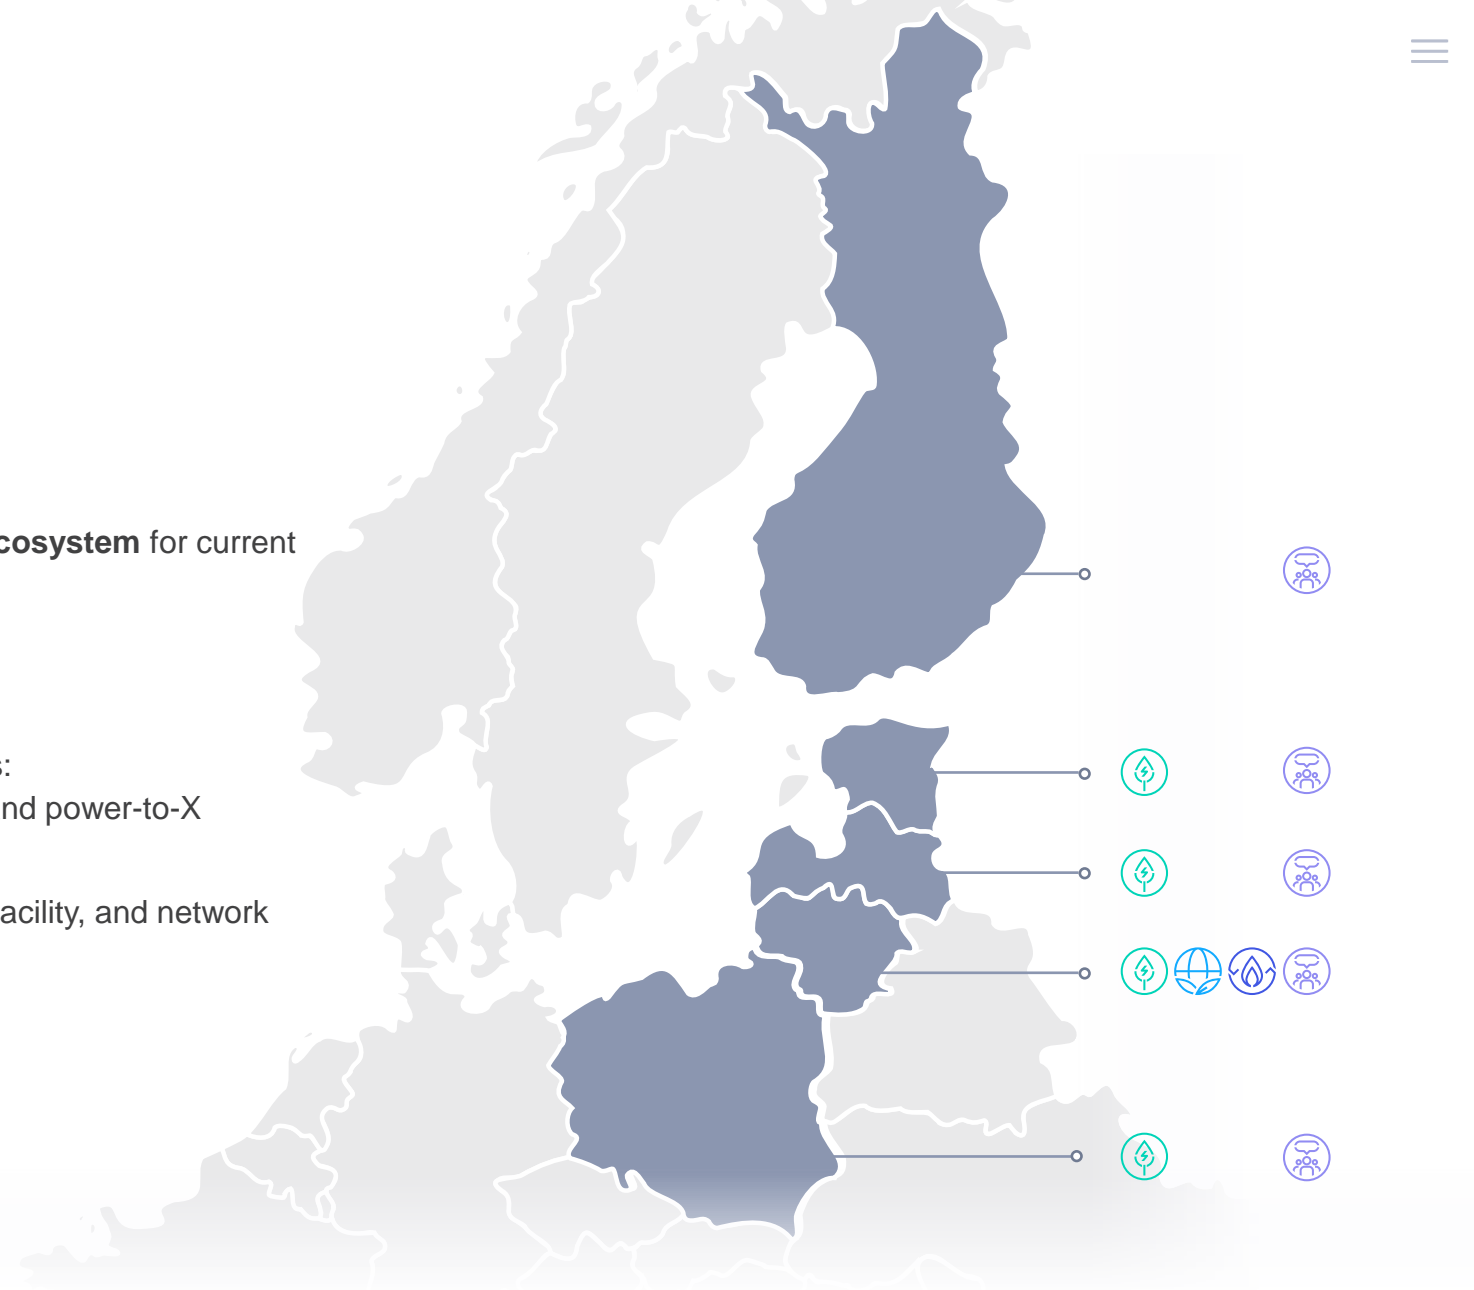 cosystem for current
s:
nd power-to-X
acility, and network